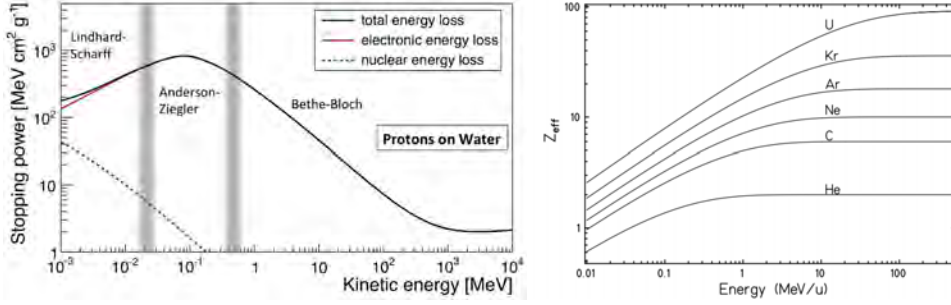 Stopping power [MeV cm² g⁻¹]
10³
10²
10
1
Lindhard-
Scharff
Anderson-
Ziegler
Bethe-Bloch
total energy loss
electronic energy loss
nuclear energy loss
Protons on Water
10⁻³
10⁻²
10⁻¹
1
10
10²
10³
10⁴
Kinetic energy [MeV]
Z_eff
100
10
1
U
Kr
Ar
Ne
C
He
0.01
0.10
1
10
100
Energy (MeV/u)